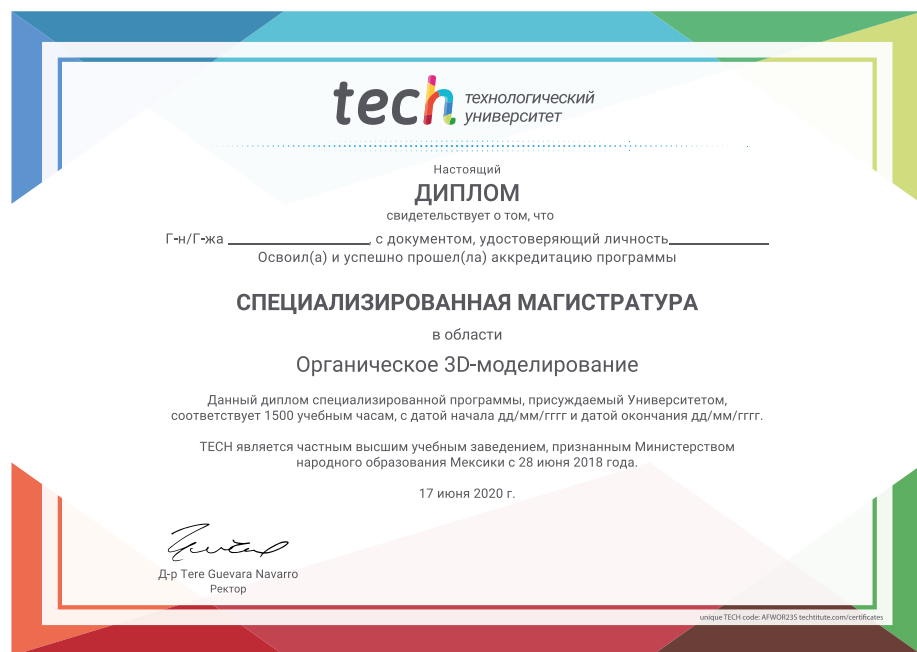 tech технологический
университет
Настоящий
ДИПЛОМ
свидетельствует о том, что
Г-н/Г-жа ____________________, с документом, удостоверяющий личность______________
Освоил(а) и успешно прошел(ла) аккредитацию программы
СПЕЦИАЛИЗИРОВАННАЯ МАГИСТРАТУРА
в области
Органическое 3D-моделирование
Данный диплом специализированной программы, присуждаемый Университетом,
соответствует 1500 учебным часам, с датой начала дд/мм/гггг и датой окончания дд/мм/гггг.
TECH является частным высшим учебным заведением, признанным Министерством
народного образования Мексики с 28 июня 2018 года.
17 июня 2020 г.
Д-р Tere Guevara Navarro
Ректор
unique TECH code: AFWOR23S techtitute.com/certificates